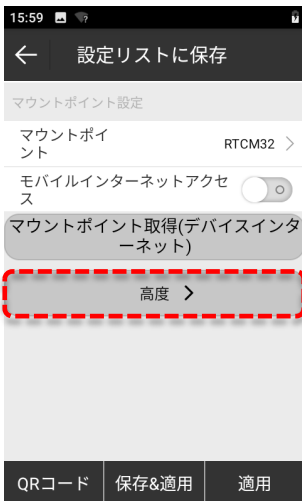 15:59
設定リストに保存
マウントポイント設定
マウントポイ
ント
RTCM32
モバイルインターネットアクセ
ス
マウントポイント取得(デバイスインタ
ーネット)
高度
QRコード
保存&適用
適用